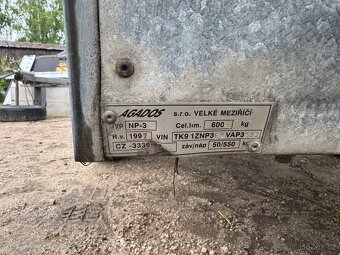 AGADOS s.r.o. VELKÉ MEZIŘÍČÍ
TYP NP-3 Cel.hm. 600 kg
R.v. 1997 VIN TK9 1ZNP3 VAP3
CZ -3336 záv/náp 50/550 kg